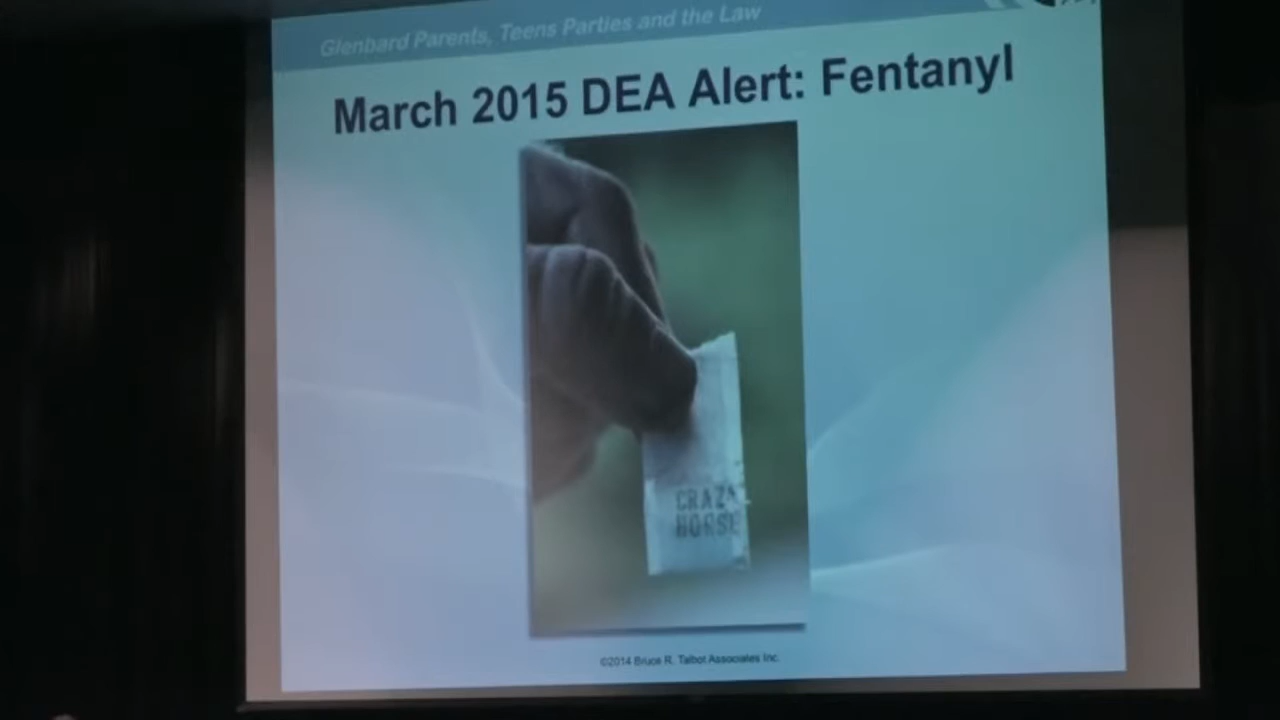 Glenbard Parents, Teens Parties and the Law
March 2015 DEA Alert: Fentanyl
CRAZY
HORSE
©2014 Bruce R. Talbot Associates Inc.